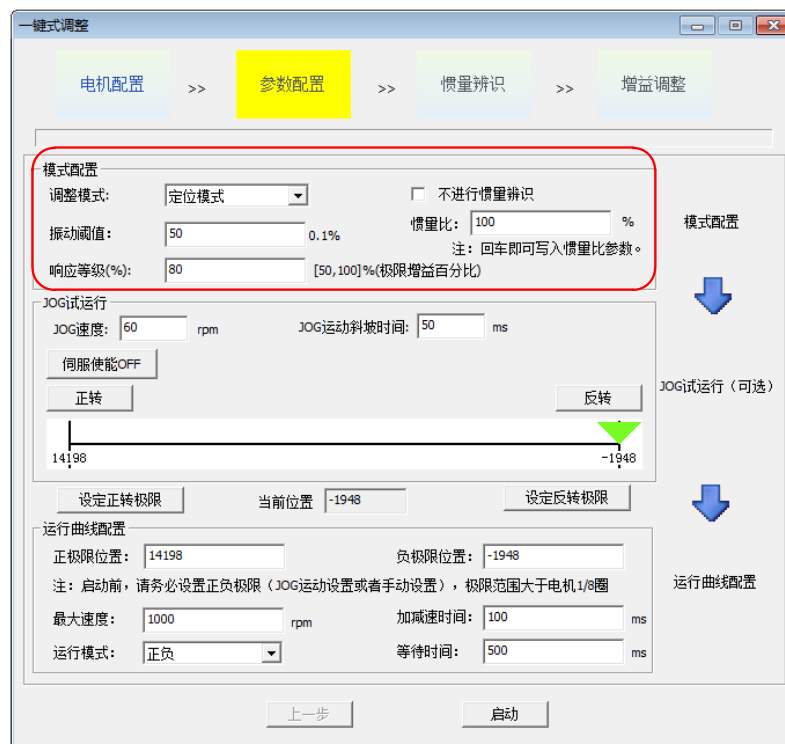 一键式调整
电机配置 >> 参数配置 >> 惯量辨识 >> 增益调整
模式配置
调整模式: 定位模式 不进行惯量辨识
惯量比: 100 %
振动阈值: 50 0.1%
注: 回车即可写入惯量比参数。
响应等级(%): 80 [50,100]%(极限增益百分比)
模式配置
JOG试运行
JOG速度: 60 rpm JOG运动斜坡时间: 50 ms
伺服使能OFF
正转 反转
14198 -1948
JOG试运行（可选）
设定正转极限 当前位置 -1948 设定反转极限
运行曲线配置
正极限位置: 14198 负极限位置: -1948
注: 启动前, 请务必设置正负极限（JOG运动设置或者手动设置）, 极限范围大于电机1/8圈
最大速度: 1000 rpm 加减速时间: 100 ms
运行模式: 正负 等待时间: 500 ms
运行曲线配置
上一步 启动